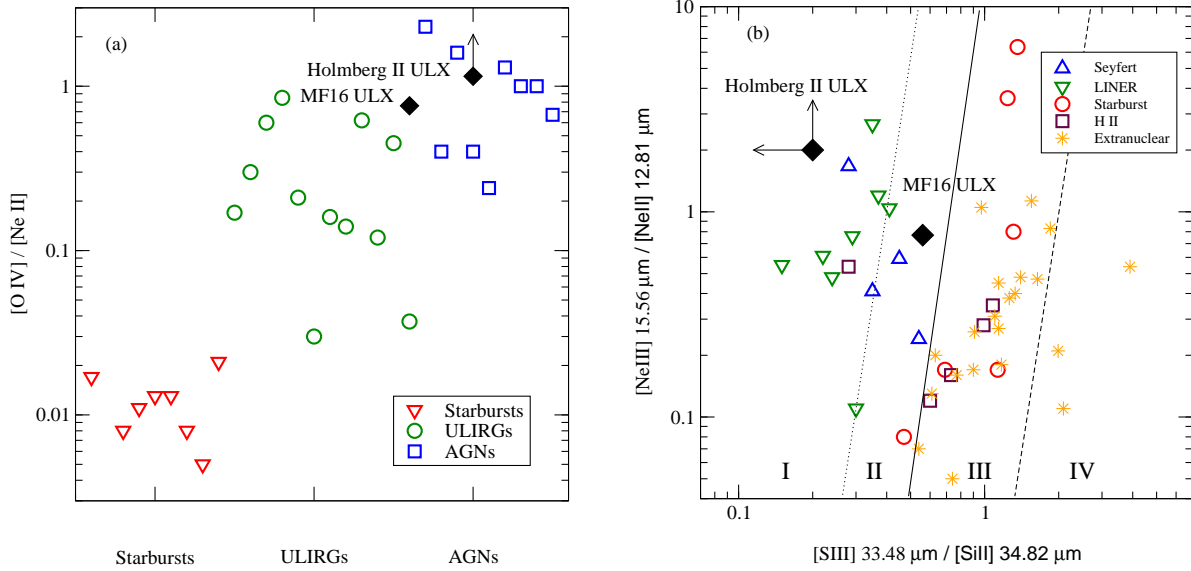 (a)
Holmberg II ULX
MF16 ULX
1
0.1
0.01
[O IV] / [Ne II]
Starbursts
ULIRGs
AGNs
Starbursts
ULIRGs
AGNs
(b)
10
1
0.1
[NeIII] 15.56 μm / [NeII] 12.81 μm
Holmberg II ULX
MF16 ULX
Seyfert
LINER
Starburst
H II
Extranuclear
I
II
III
IV
0.1
1
[SIII] 33.48 μm / [SiII] 34.82 μm